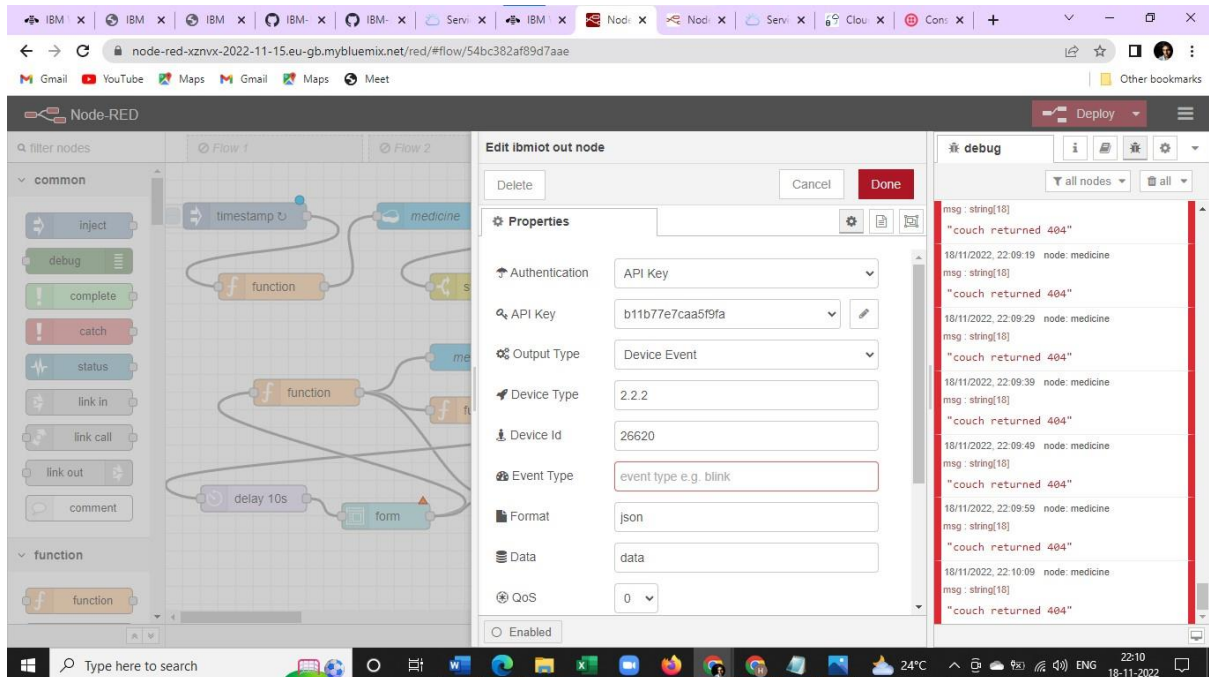 IBM
IBM
IBM
IBM-
IBM-
Servi
IBM
Node
Node
Servi
Clou
Cons
node-red-xznvx-2022-11-15.eu-gb.mybluemix.net/red/#flow/54bc382af89d7aae
Gmail YouTube Maps Gmail Maps Meet Other bookmarks
Node-RED Deploy
filter nodes
Flow 1 Flow 2
common
inject
debug
complete
catch
status
link in
link call
link out
comment
function
function
timestamp
medicine
function
s
me
function
fu
delay 10s
form
Edit ibmiot out node
Delete Cancel Done
Properties
Authentication API Key
API Key b11b77e7caa5f9fa
Output Type Device Event
Device Type 2.2.2
Device Id 26620
Event Type event type e.g. blink
Format json
Data data
QoS 0
Enabled
debug i
all nodes all
msg : string[18]
"couch returned 404"
18/11/2022, 22:09:19 node: medicine
msg : string[18]
"couch returned 404"
18/11/2022, 22:09:29 node: medicine
msg : string[18]
"couch returned 404"
18/11/2022, 22:09:39 node: medicine
msg : string[18]
"couch returned 404"
18/11/2022, 22:09:49 node: medicine
msg : string[18]
"couch returned 404"
18/11/2022, 22:09:59 node: medicine
msg : string[18]
"couch returned 404"
18/11/2022, 22:10:09 node: medicine
msg : string[18]
"couch returned 404"
Type here to search
24°C ENG 22:10
18-11-2022